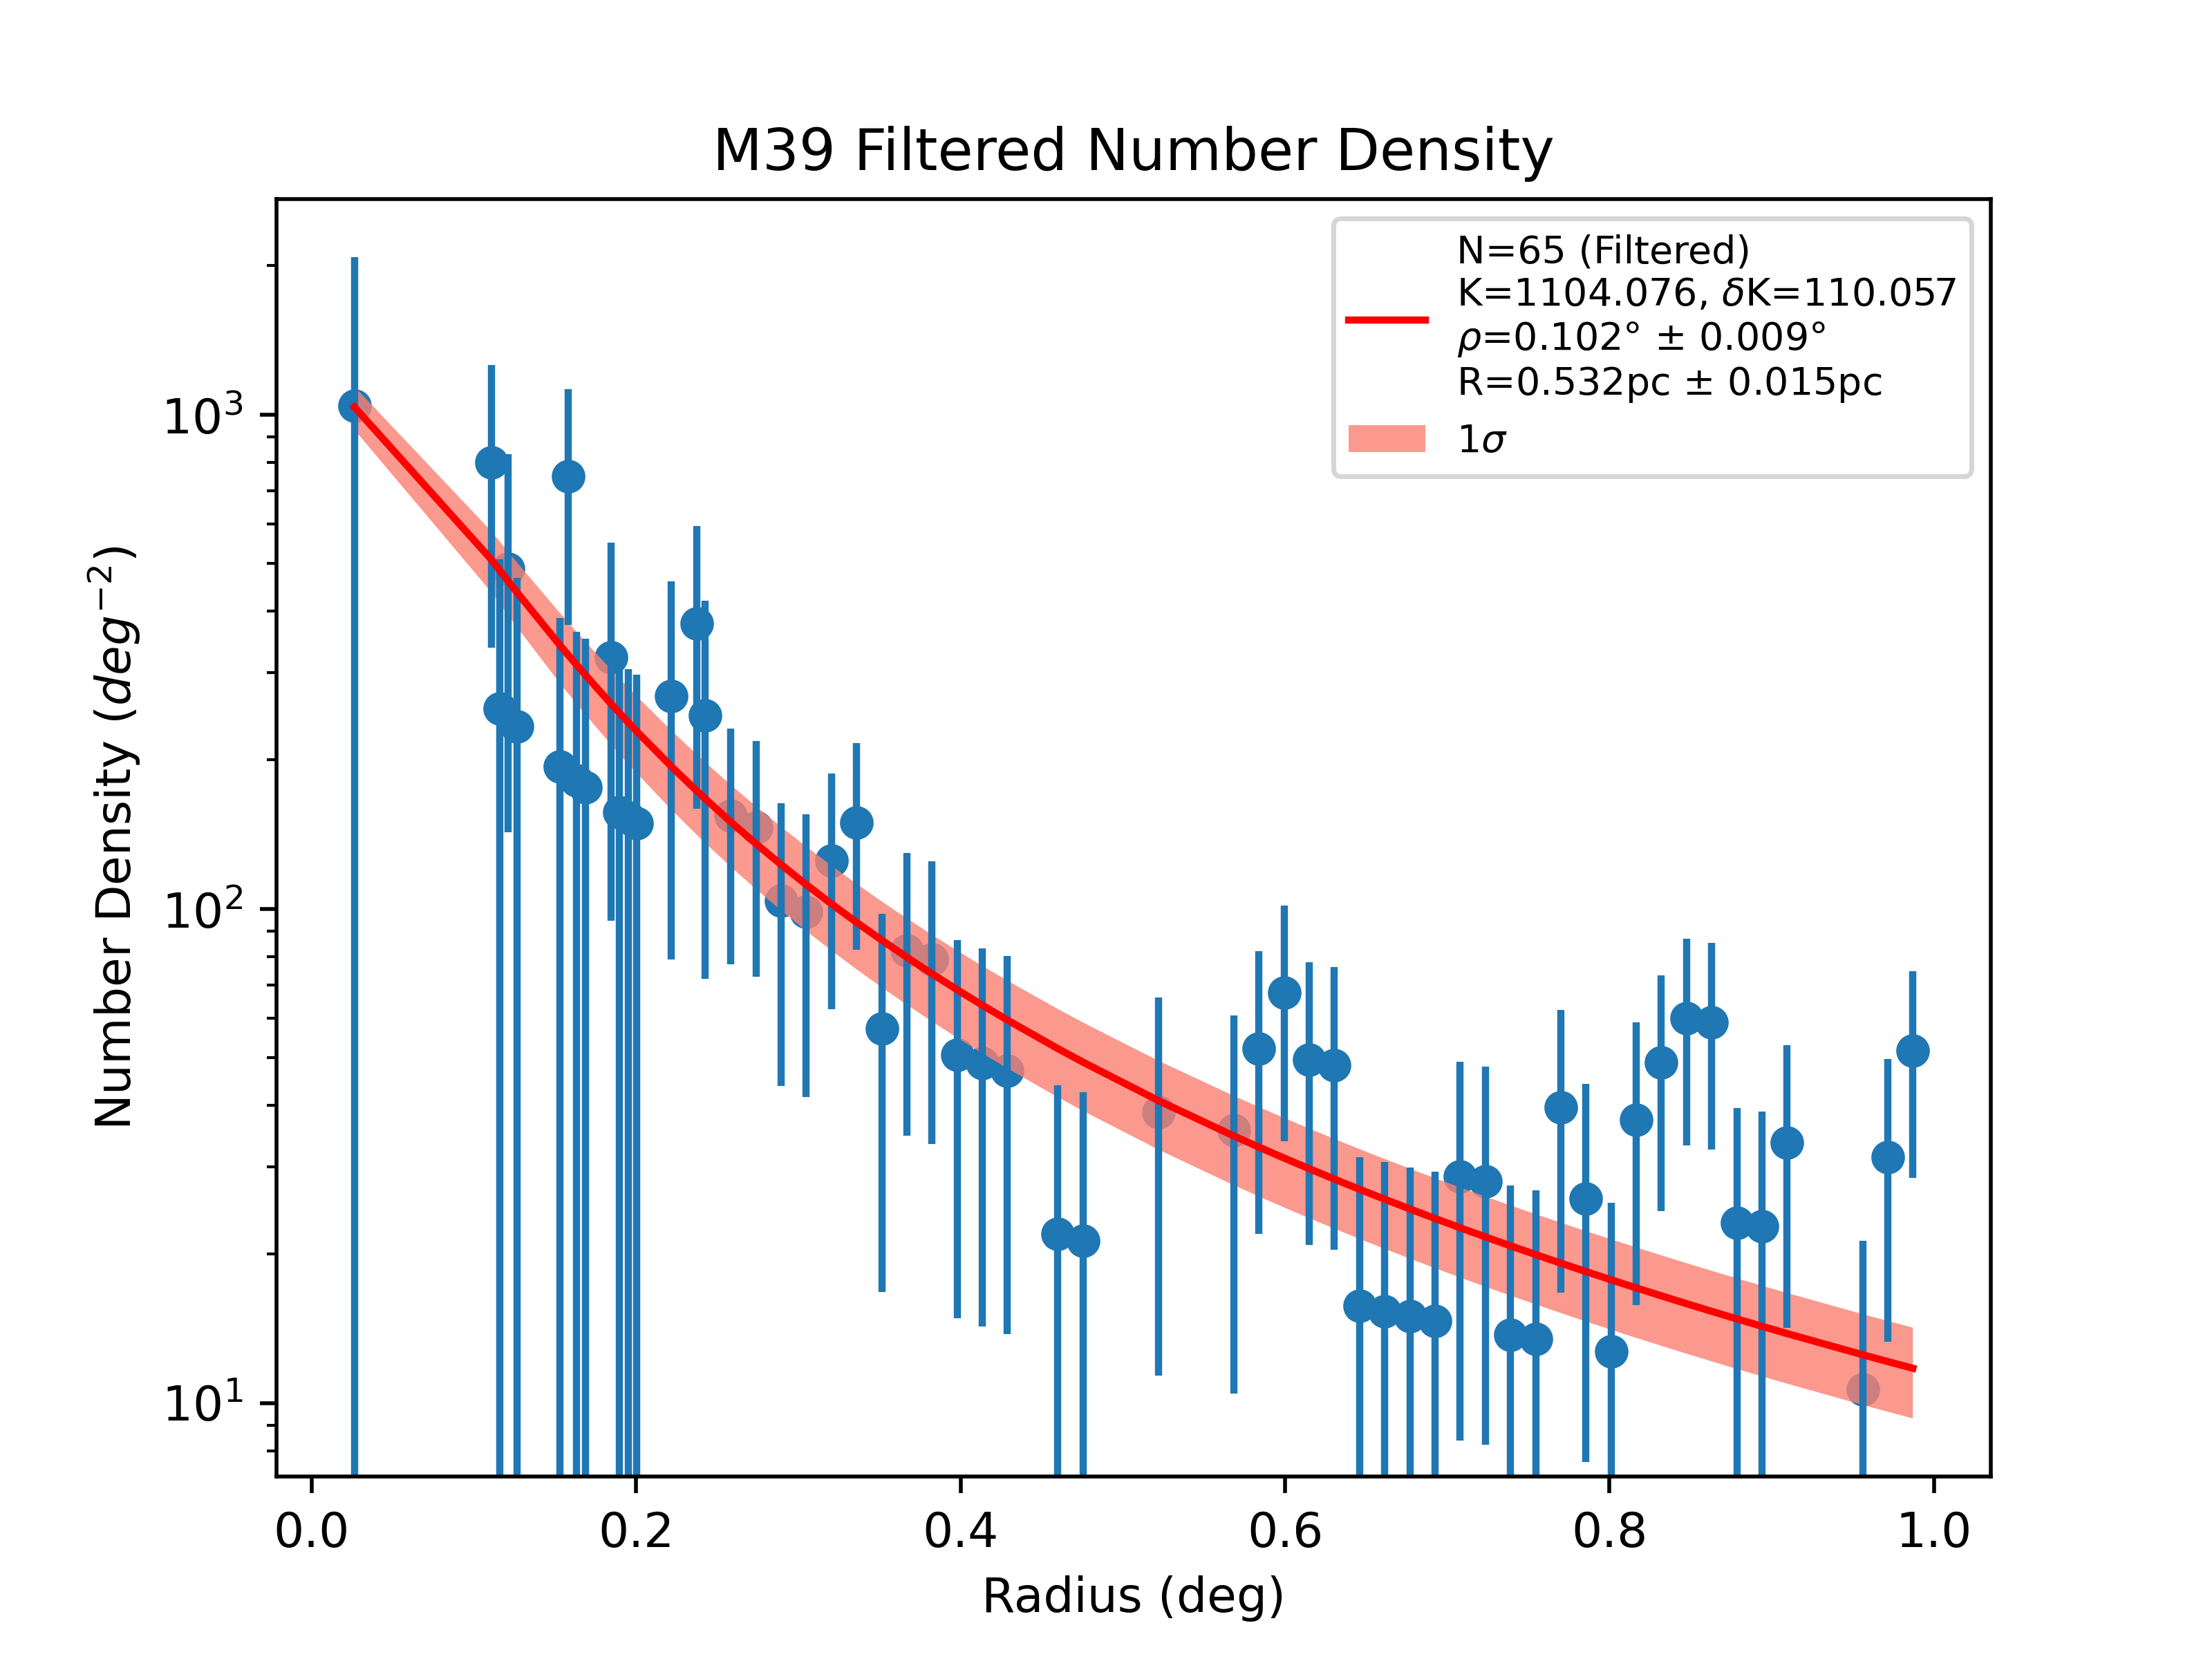 M39 Filtered Number Density
N=65 (Filtered)
K=1104.076, δK=110.057
ρ=0.102° ± 0.009°
R=0.532pc ± 0.015pc
1σ
Number Density (deg⁻²)
10³
10²
10¹
0.0 0.2 0.4 0.6 0.8 1.0
Radius (deg)